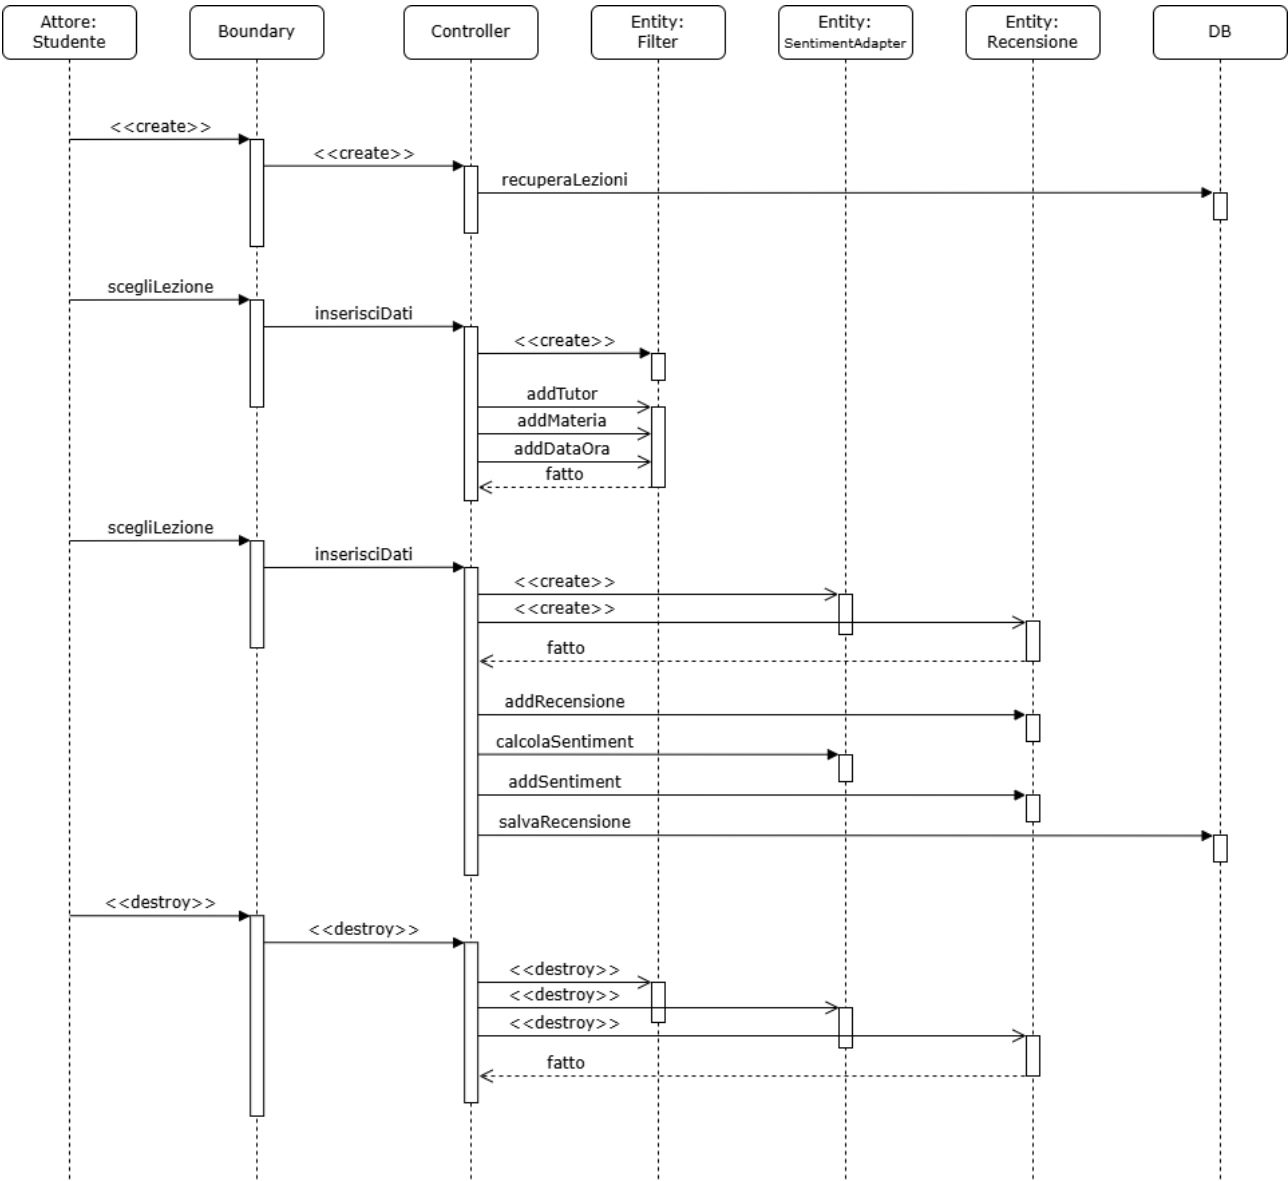 Attore:
Studente
Boundary
Controller
Entity:
Filter
Entity:
SentimentAdapter
Entity:
Recensione
DB
<<create>>
<<create>>
recuperaLezioni
scegliLezione
inserisciDati
<<create>>
addTutor
addMateria
addDataOra
fatto
scegliLezione
inserisciDati
<<create>>
<<create>>
fatto
addRecensione
calcolaSentiment
addSentiment
salvaRecensione
<<destroy>>
<<destroy>>
<<destroy>>
<<destroy>>
<<destroy>>
fatto